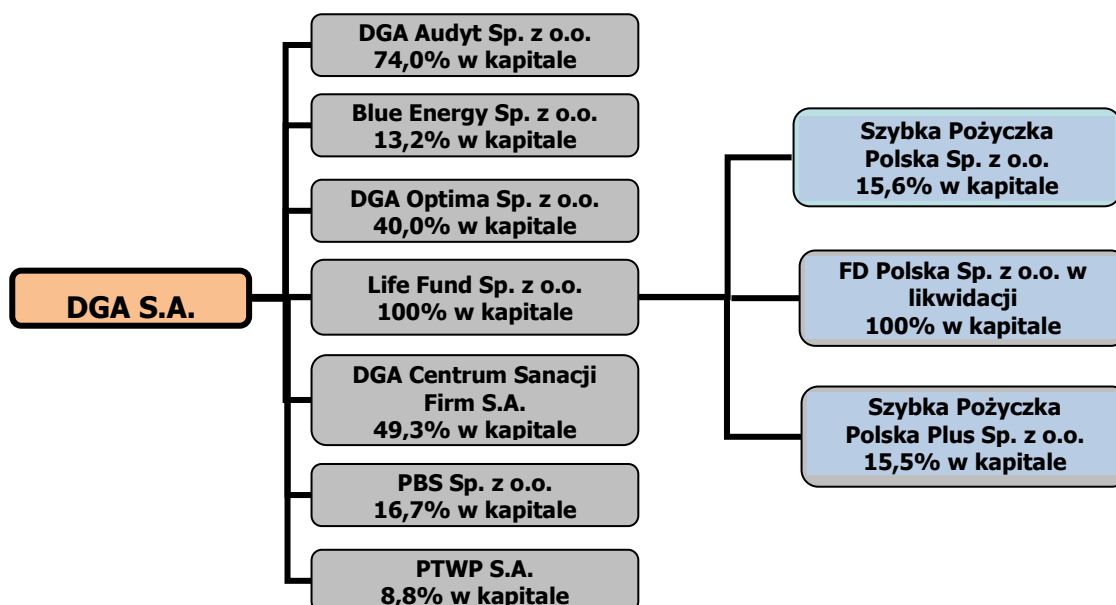 DGA S.A.
DGA Audyt Sp. z o.o.
74,0% w kapitale
Blue Energy Sp. z o.o.
13,2% w kapitale
DGA Optima Sp. z o.o.
40,0% w kapitale
Life Fund Sp. z o.o.
100% w kapitale
DGA Centrum Sanacji
Firm S.A.
49,3% w kapitale
PBS Sp. z o.o.
16,7% w kapitale
PTWP S.A.
8,8% w kapitale
Szybka Pożyczka
Polska Sp. z o.o.
15,6% w kapitale
FD Polska Sp. z o.o. w
likwidacji
100% w kapitale
Szybka Pożyczka
Polska Plus Sp. z o.o.
15,5% w kapitale